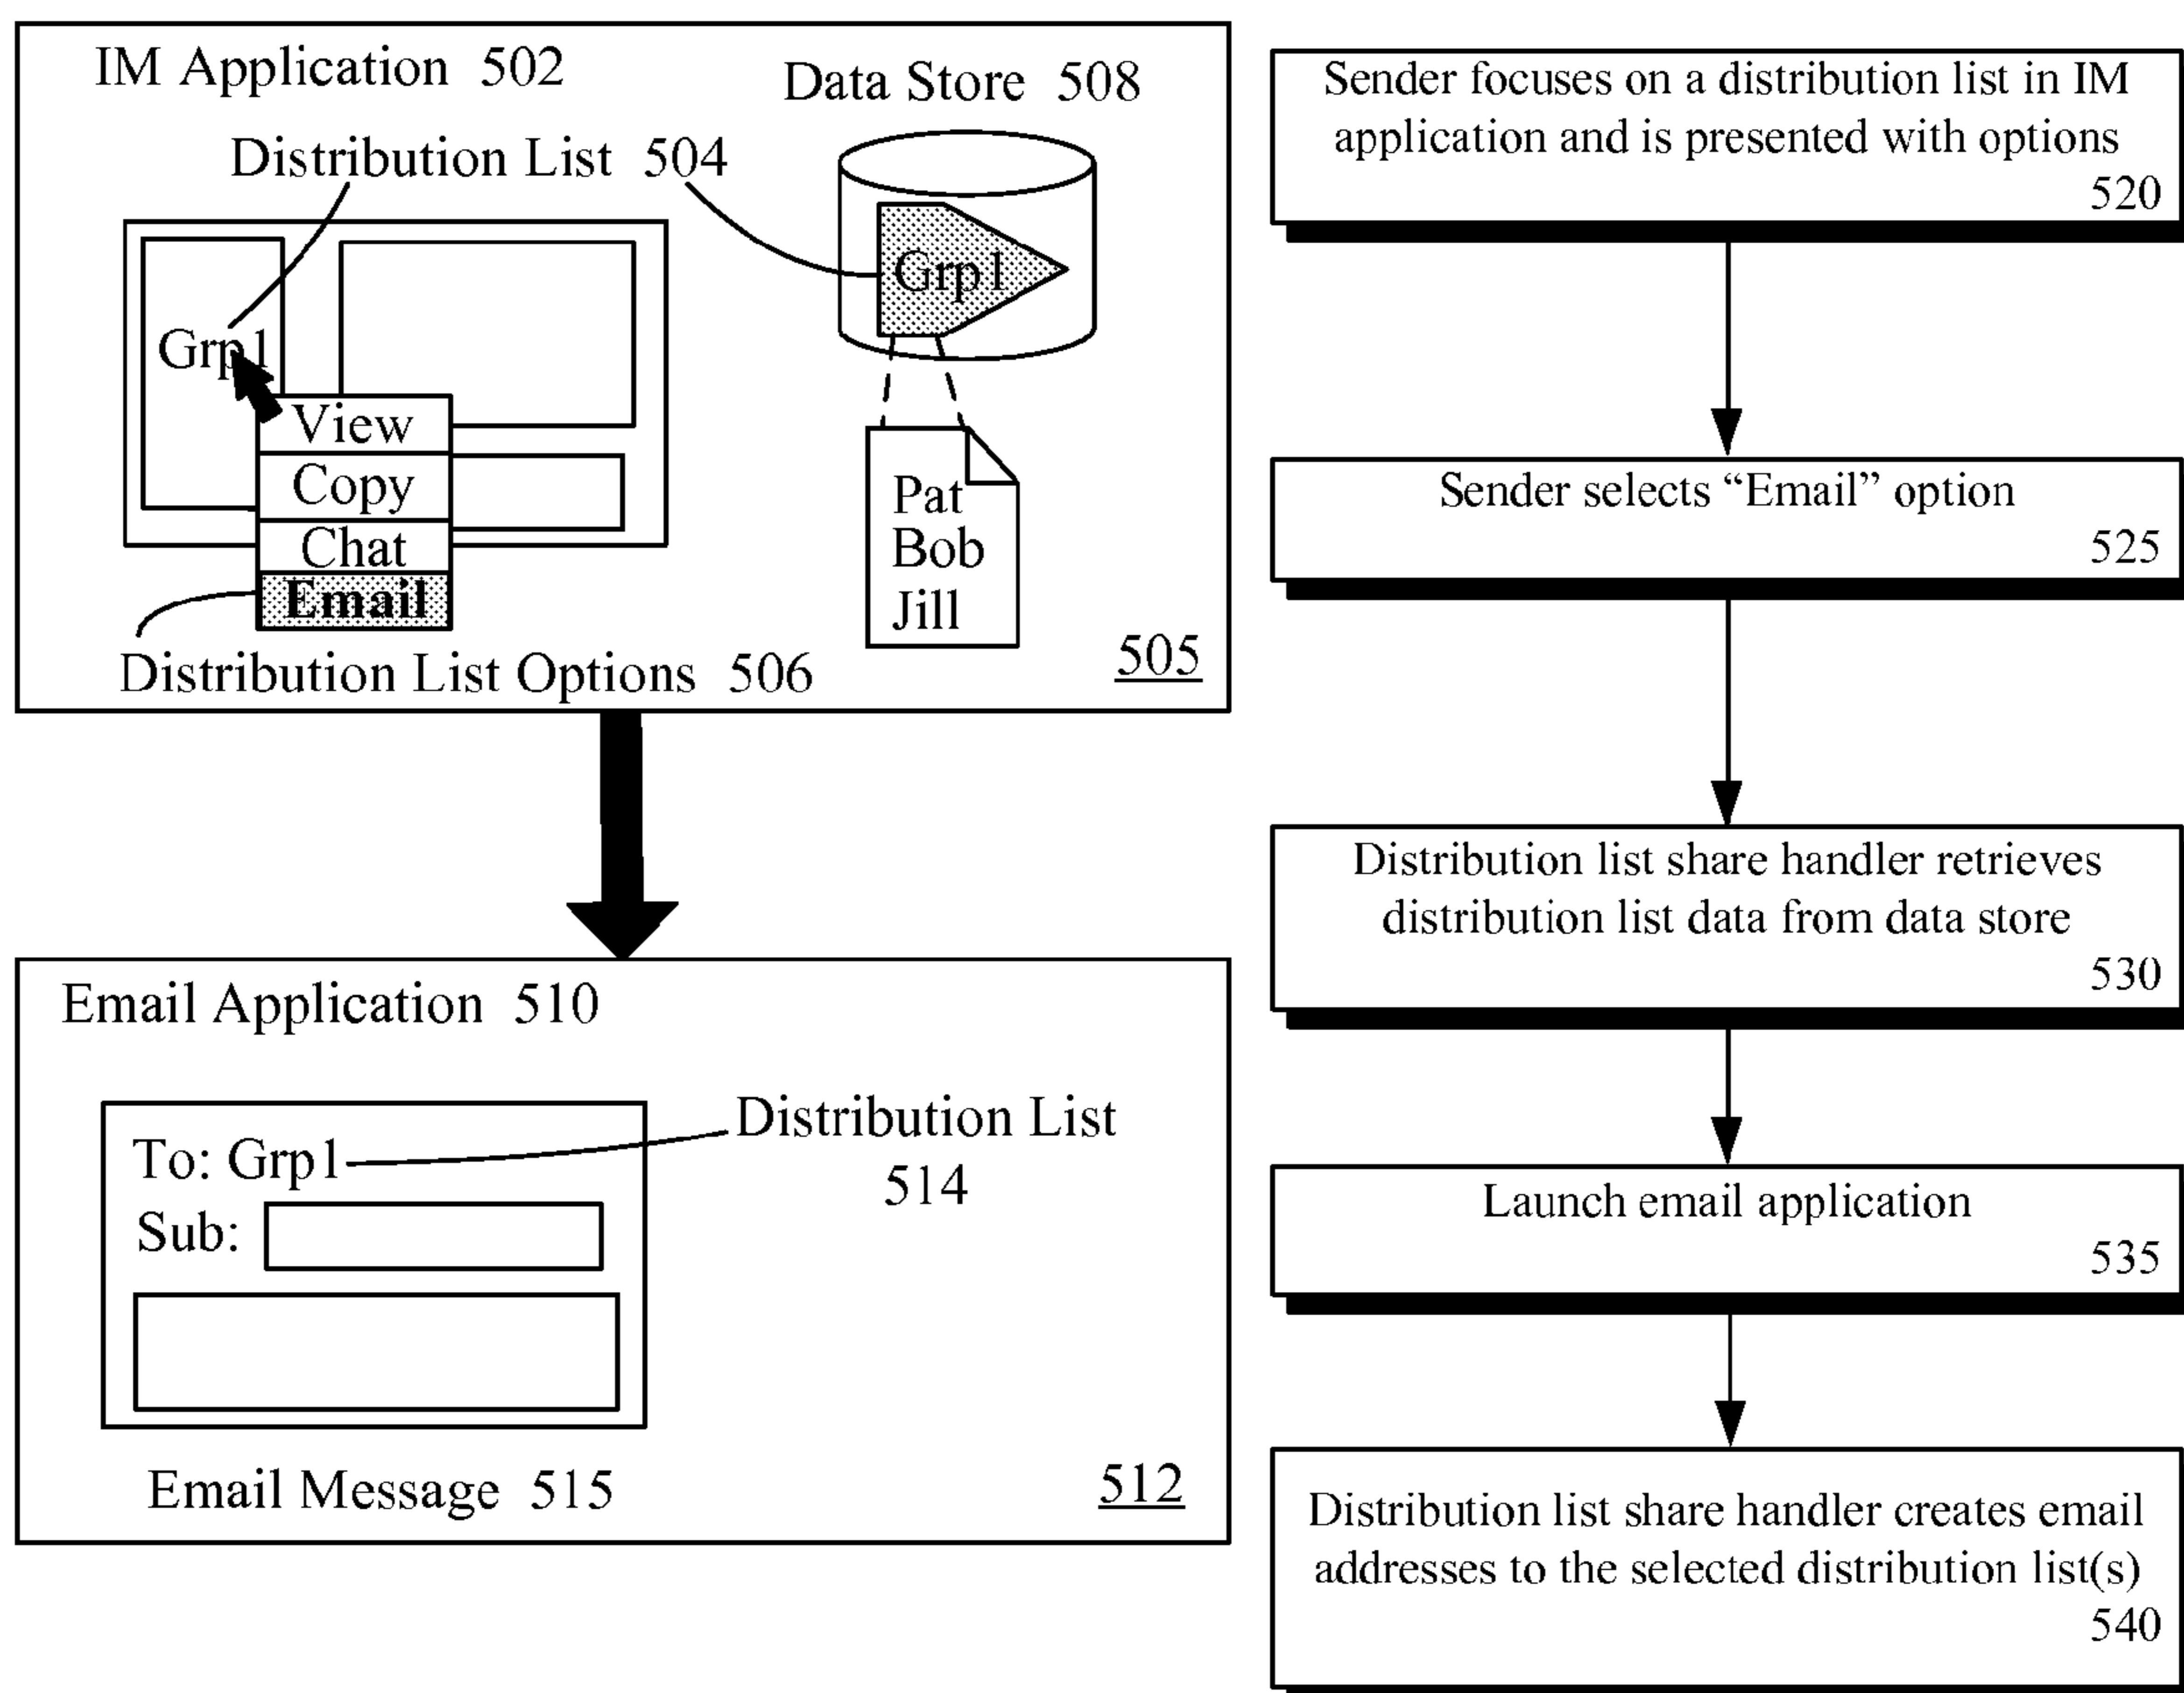 IM Application 502
Data Store 508
Distribution List 504
Grp1
Grp1
View
Copy
Chat
Email
Pat
Bob
Jill
Distribution List Options 506
505
Email Application 510
To: Grp1
Distribution List
514
Sub:
Email Message 515
512
Sender focuses on a distribution list in IM
application and is presented with options
520
Sender selects “Email” option
525
Distribution list share handler retrieves
distribution list data from data store
530
Launch email application
535
Distribution list share handler creates email
addresses to the selected distribution list(s)
540